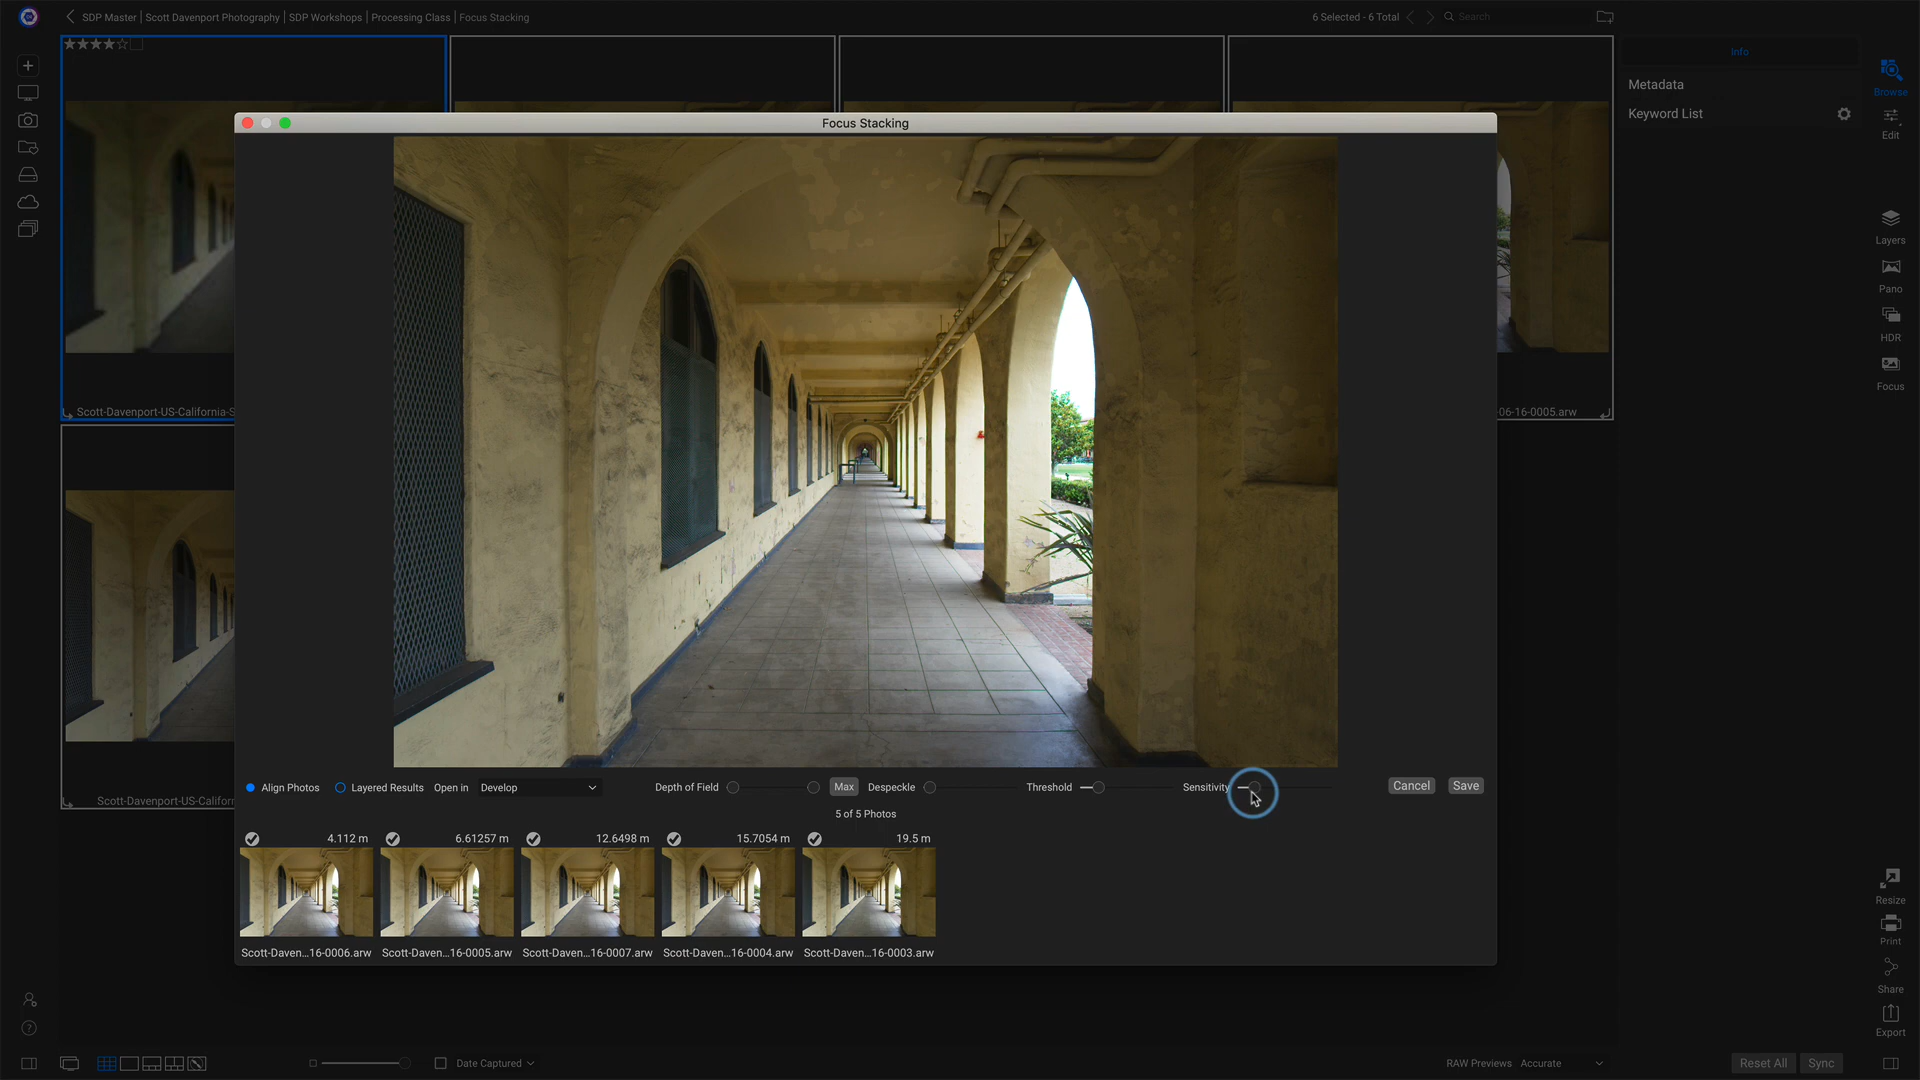 SDP Master | Scott Davenport Photography | SDP Workshops | Processing Class | Focus Stacking
6 Selected - 6 Total
Search
Info
Metadata
Keyword List
Browse
Edit
Layers
Pano
HDR
Focus
Focus Stacking
Scott-Davenport-US-California-S
06-16-0005.arw
Scott-Davenport-US-Californ
Align Photos
Layered Results
Open in
Develop
Depth of Field
Max
Despeckle
Threshold
Sensitivity
Cancel
Save
5 of 5 Photos
4.112 m
6.61257 m
12.6498 m
15.7054 m
19.5 m
Scott-Daven...16-0006.arw
Scott-Daven...16-0005.arw
Scott-Daven...16-0007.arw
Scott-Daven...16-0004.arw
Scott-Daven...16-0003.arw
Resize
Print
Share
Export
Date Captured
RAW Previews
Accurate
Reset All
Sync